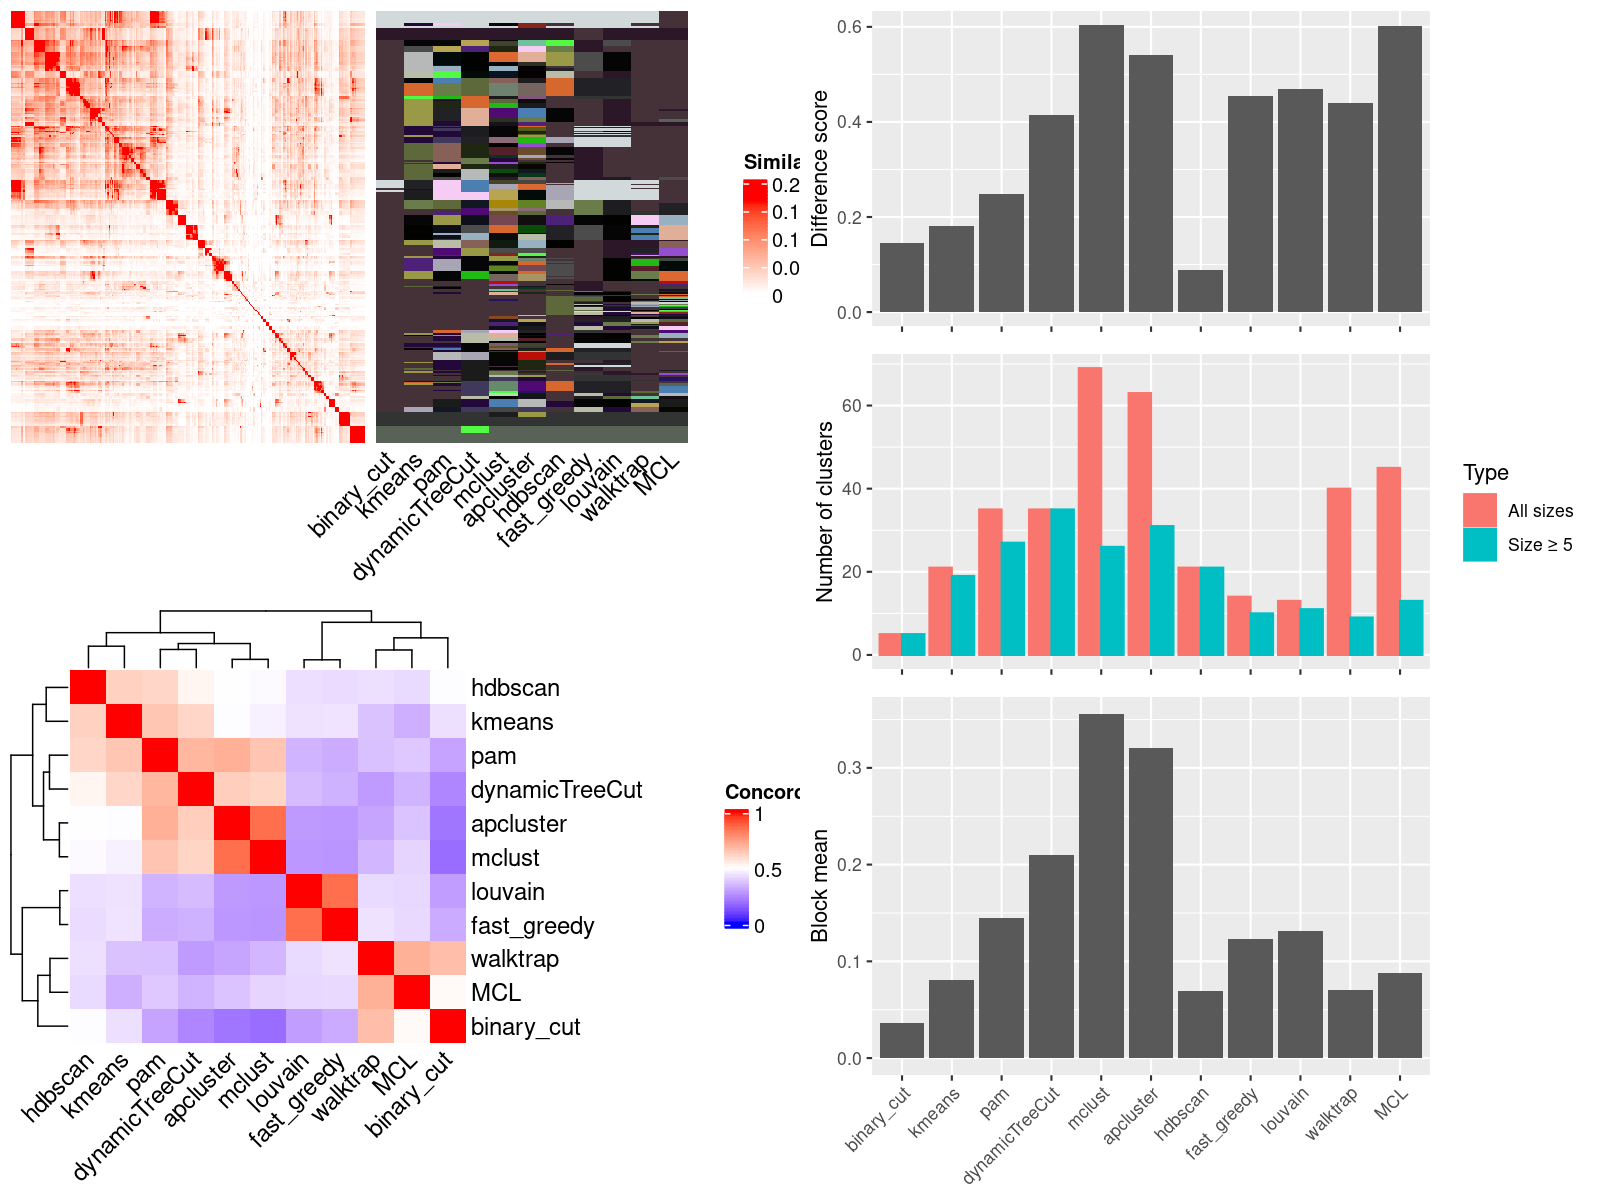 Simila
0.2
0.1
0.1
0.0
0
binary_cut
kmeans
pam
dynamicTreeCut
mclust
apcluster
hdbscan
fast_greedy
louvain
walktrap
MCL
hdbscan
kmeans
pam
dynamicTreeCut
apcluster
mclust
louvain
fast_greedy
walktrap
MCL
binary_cut
hdbscan
kmeans
pam
dynamicTreeCut
apcluster
mclust
louvain
fast_greedy
walktrap
MCL
binary_cut
Concorc
1
0.5
0
Difference score
0.6
0.4
0.2
0.0
Number of clusters
60
40
20
0
Type
All sizes
Size ≥ 5
Block mean
0.3
0.2
0.1
0.0
binary_cut
kmeans
pam
dynamicTreeCut
mclust
apcluster
hdbscan
fast_greedy
louvain
walktrap
MCL